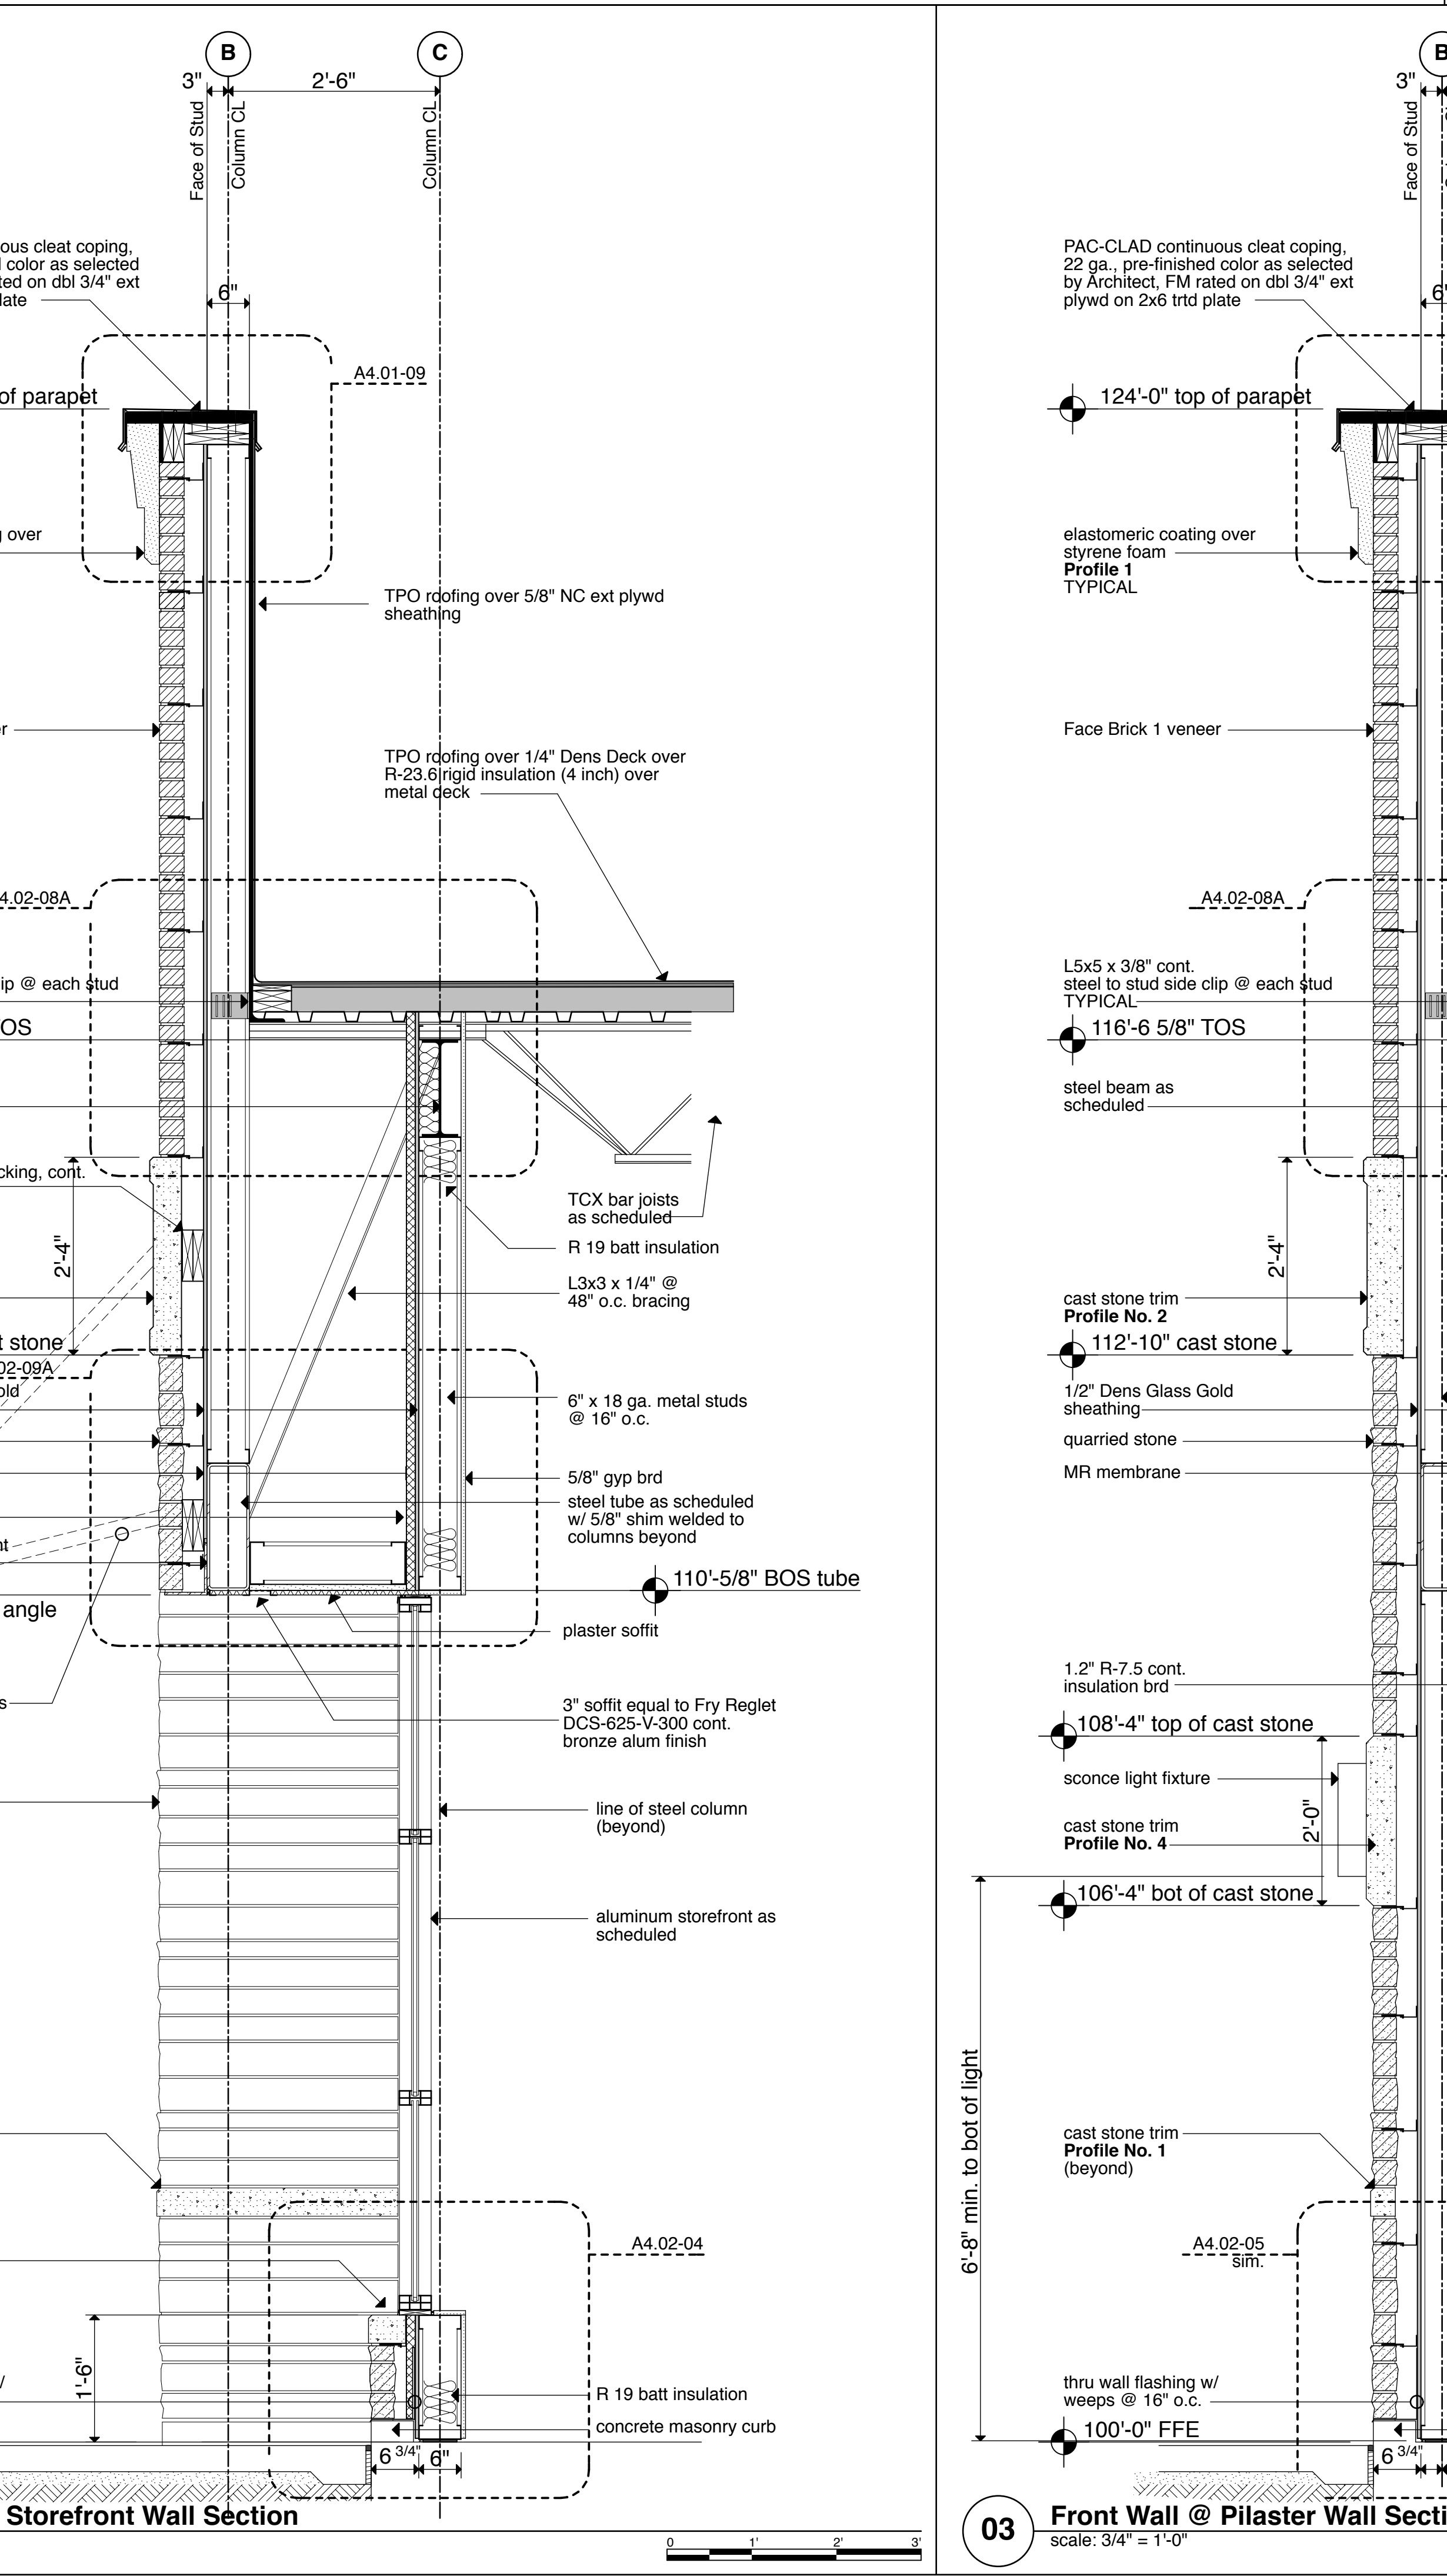 B
C
3"
2'-6"
Face of Stud
Column CL
Column CL
ous cleat coping,
color as selected
ted on dbl 3/4" ext
late
6"
A4.01-09
of parapet
g over
TPO roofing over 5/8" NC ext plywd
sheathing
r
TPO roofing over 1/4" Dens Deck over
R-23.6 rigid insulation (4 inch) over
metal deck
4.02-08A
lip @ each stud
TOS
cking, cont.
2'-4"
TCX bar joists
as scheduled
R 19 batt insulation
L3x3 x 1/4" @
48" o.c. bracing
t stone
02-09A
old
6" x 18 ga. metal studs
@ 16" o.c.
5/8" gyp brd
steel tube as scheduled
w/ 5/8" shim welded to
columns beyond
nt
110'-5/8" BOS tube
angle
plaster soffit
s
3" soffit equal to Fry Reglet
DCS-625-V-300 cont.
bronze alum finish
line of steel column
(beyond)
aluminum storefront as
scheduled
A4.02-04
1'-6"
/
R 19 batt insulation
concrete masonry curb
6 3/4"
6"
Storefront Wall Section
0 1' 2' 3'
B
3"
Face of Stud
PAC-CLAD continuous cleat coping,
22 ga., pre-finished color as selected
by Architect, FM rated on dbl 3/4" ext
plywd on 2x6 trtd plate
6"
124'-0" top of parapet
elastomeric coating over
styrene foam
Profile 1
TYPICAL
Face Brick 1 veneer
A4.02-08A
L5x5 x 3/8" cont.
steel to stud side clip @ each stud
TYPICAL
116'-6 5/8" TOS
steel beam as
scheduled
2'-4"
cast stone trim
Profile No. 2
112'-10" cast stone
1/2" Dens Glass Gold
sheathing
quarried stone
MR membrane
1.2" R-7.5 cont.
insulation brd
108'-4" top of cast stone
sconce light fixture
2'-0"
cast stone trim
Profile No. 4
106'-4" bot of cast stone
6'-8" min. to bot of light
cast stone trim
Profile No. 1
(beyond)
A4.02-05
sim.
thru wall flashing w/
weeps @ 16" o.c.
100'-0" FFE
6 3/4"
03
Front Wall @ Pilaster Wall Secti
scale: 3/4" = 1'-0"